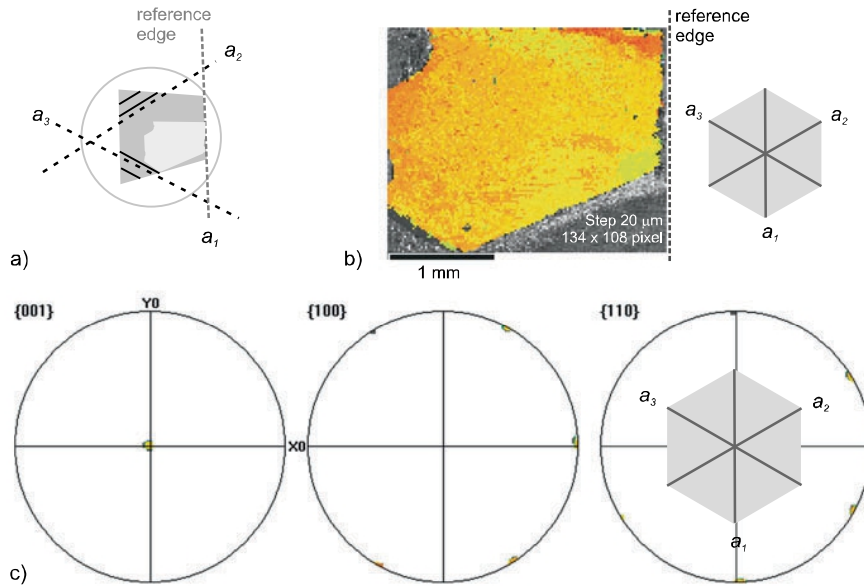 a)
reference
edge
a2
a3
a1
b)
reference
edge
Step 20 µm
134 x 108 pixel
1 mm
a3
a2
a1
c)
{001}
Y0
X0
{100}
{110}
a3
a2
a1